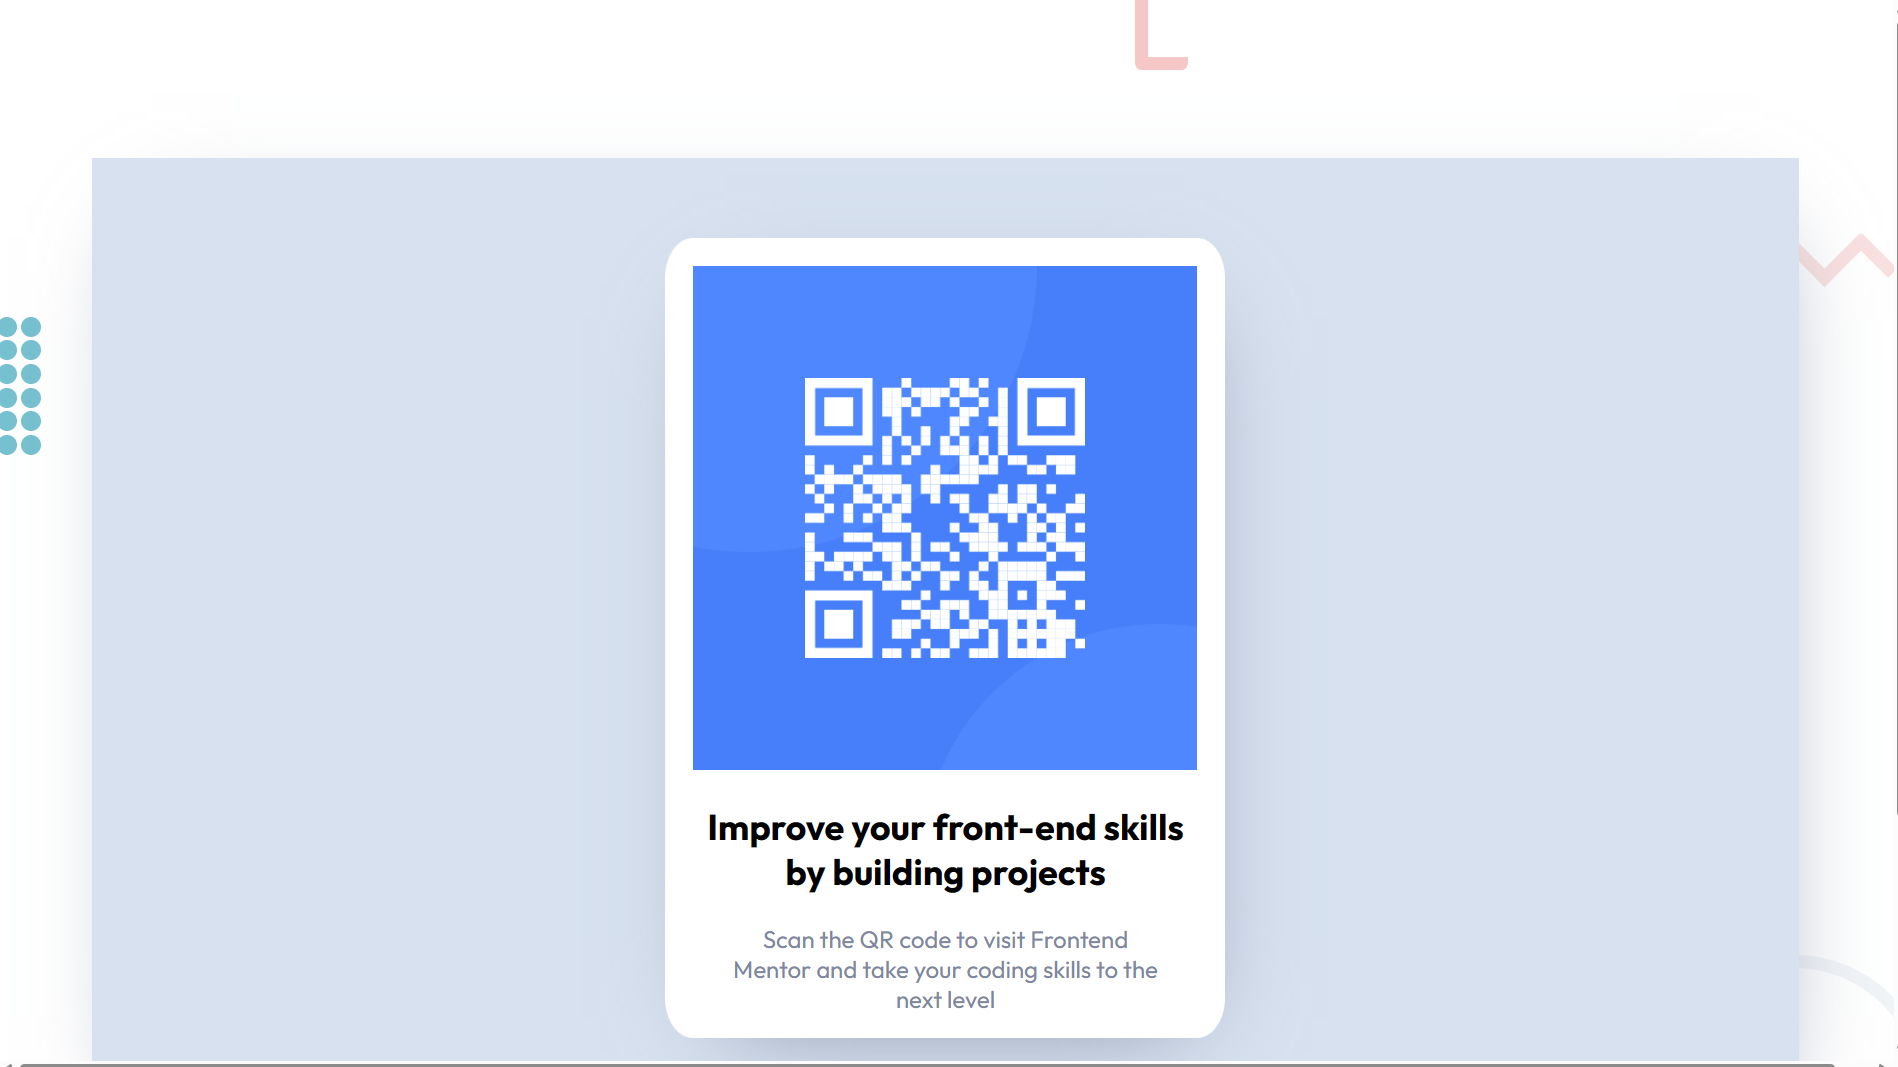 Improve your front-end skills
by building projects
Scan the QR code to visit Frontend
Mentor and take your coding skills to the
next level